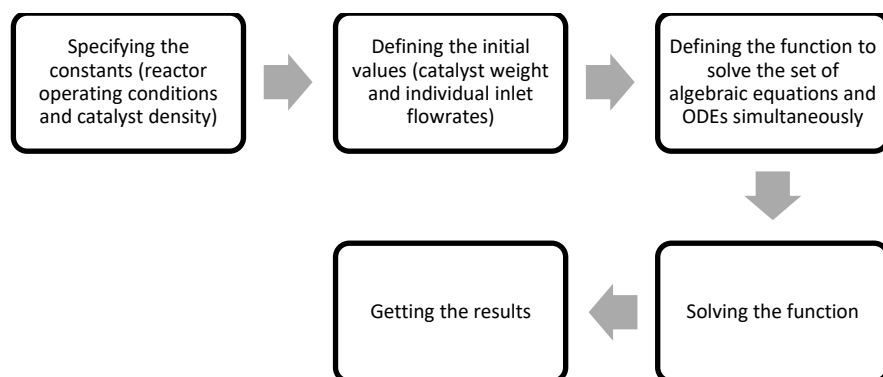 Specifying the
constants (reactor
operating conditions
and catalyst density)
Defining the initial
values (catalyst weight
and individual inlet
flowrates)
Defining the function to
solve the set of
algebraic equations and
ODEs simultaneously
Solving the function
Getting the results